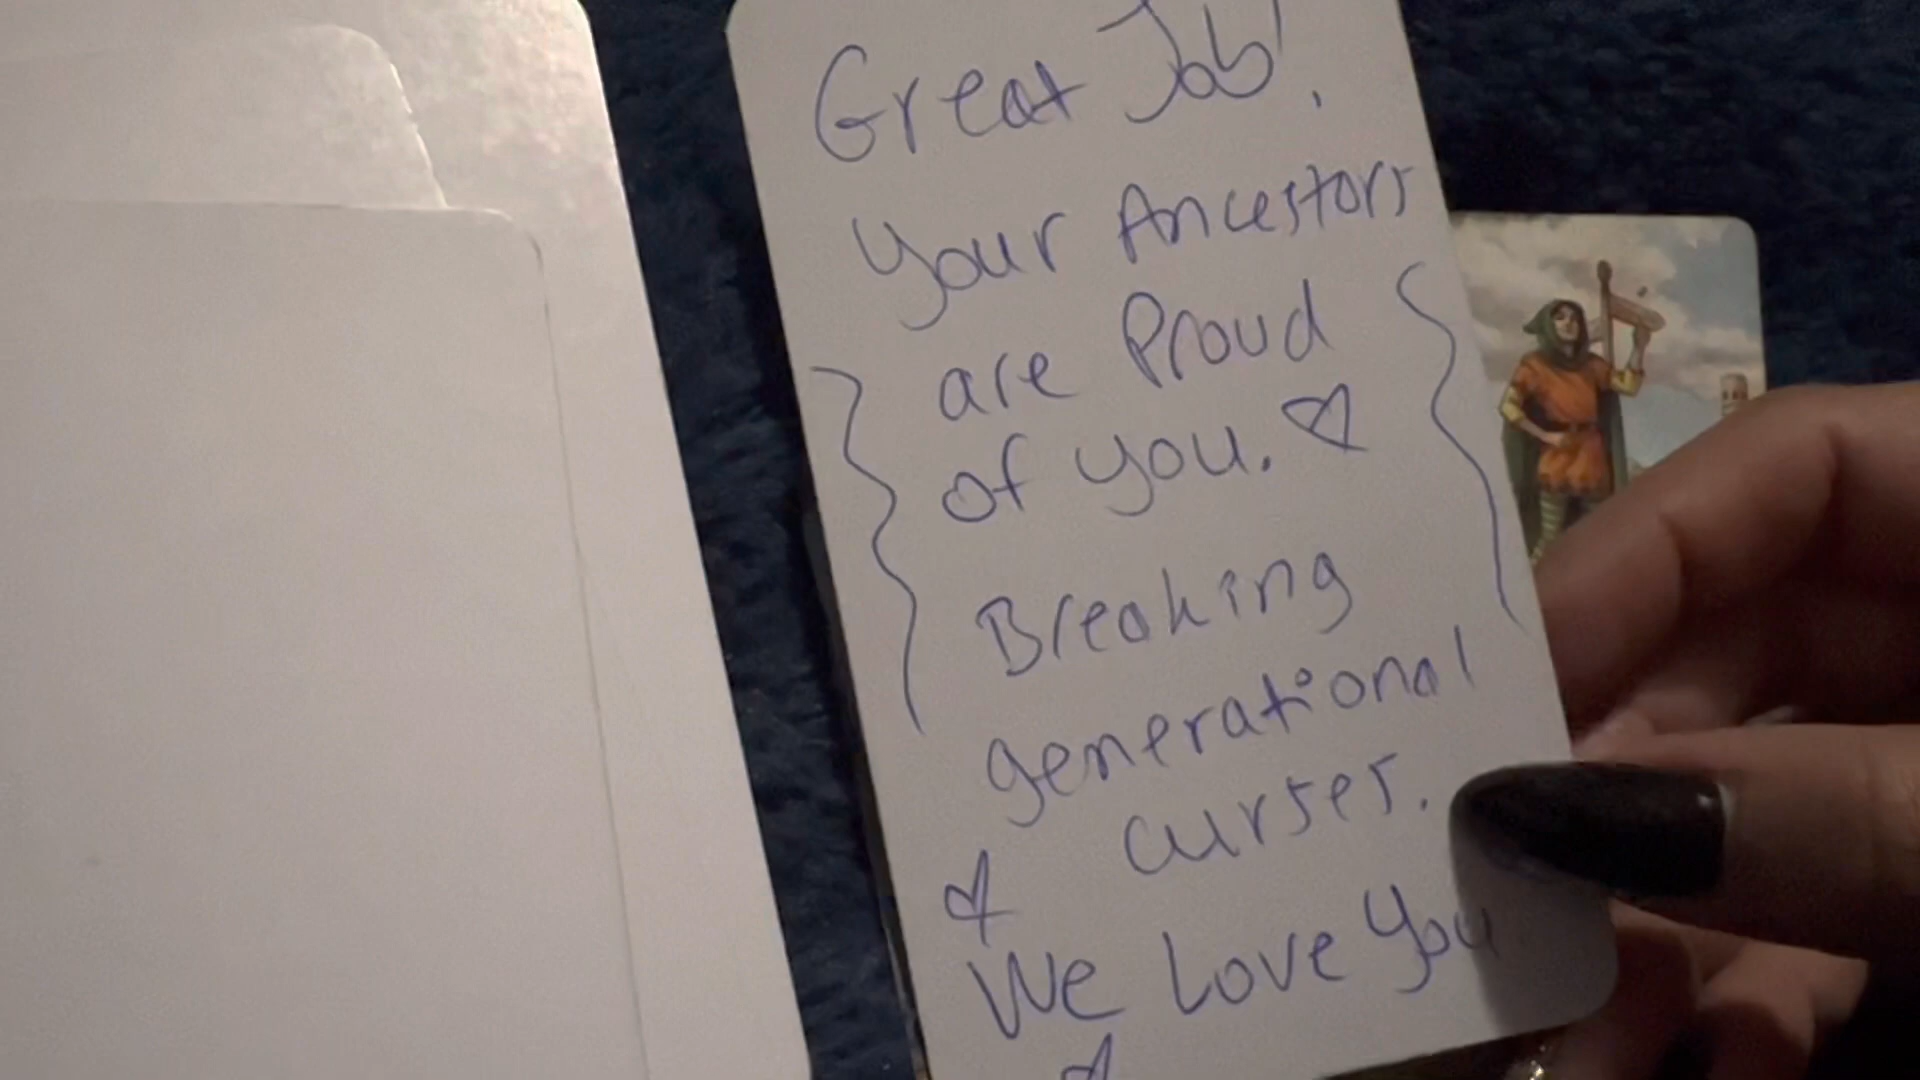 Great Job!
Your Ancestors
are Proud
of you. ♡
Breaking
generational
curses.
♡
We Love You
♡